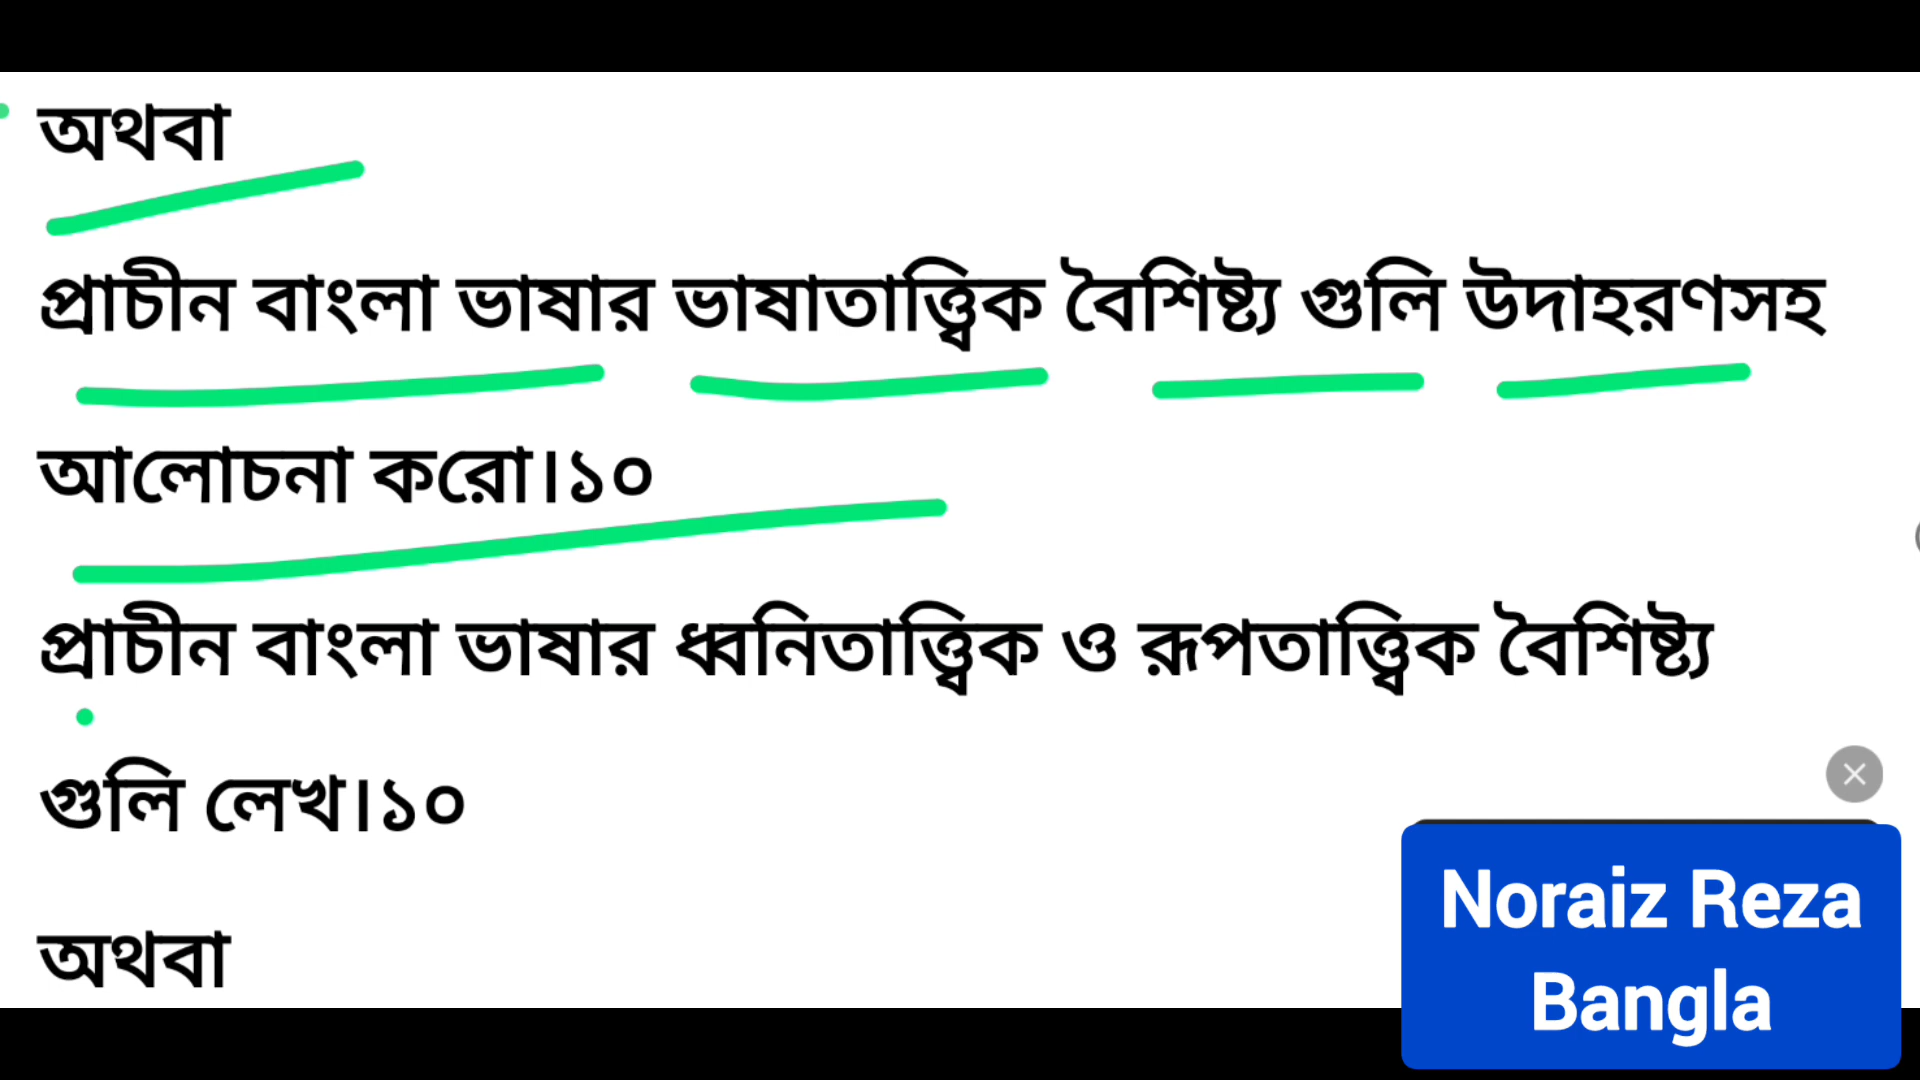 অথবা
প্রাচীন বাংলা ভাষার ভাষাতাত্ত্বিক বৈশিষ্ট্য গুলি উদাহরণসহ
আলোচনা করো।১০
প্রাচীন বাংলা ভাষার ধ্বনিতাত্ত্বিক ও রূপতাত্ত্বিক বৈশিষ্ট্য
গুলি লেখ।১০
অথবা
Noraiz Reza
Bangla